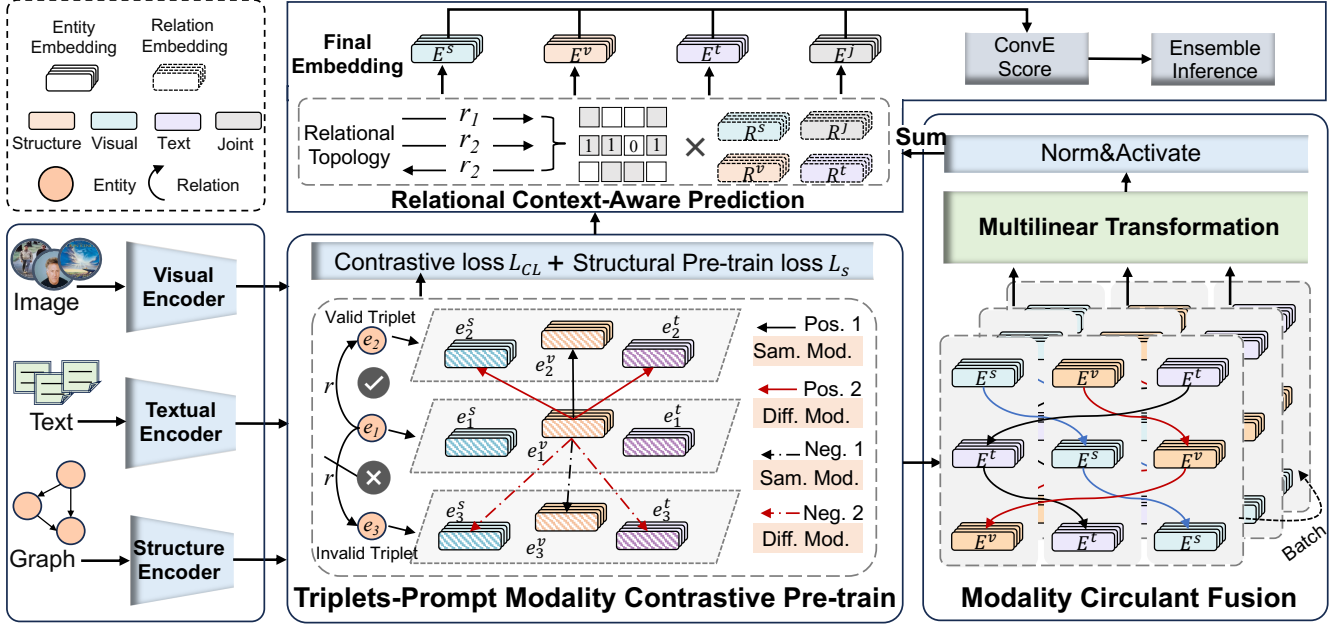 Entity
Embedding
Relation
Embedding
Structure
Visual
Text
Joint
Entity
Relation
Final
Embedding
E^s
E^v
E^t
E^j
ConvE
Score
Ensemble
Inference
Relational
Topology
r_1
r_2
r_2
1 1 0 1
×
R^s
R^j
R^v
R^t
Relational Context-Aware Prediction
Sum
Norm&Activate
Multilinear Transformation
Image
Visual
Encoder
Text
Textual
Encoder
Graph
Structure
Encoder
Contrastive loss L_{CL} + Structural Pre-train loss L_s
Valid Triplet
e_2
r
e_1
r
e_3
Invalid Triplet
e_2^s
e_2^v
e_2^t
e_1^s
e_1^v
e_1^t
e_3^s
e_3^v
e_3^t
Pos. 1
Sam. Mod.
Pos. 2
Diff. Mod.
Neg. 1
Sam. Mod.
Neg. 2
Diff. Mod.
Triplets-Prompt Modality Contrastive Pre-train
E^s
E^v
E^t
E^t
E^s
E^v
E^v
E^t
E^s
Batch
Modality Circulant Fusion